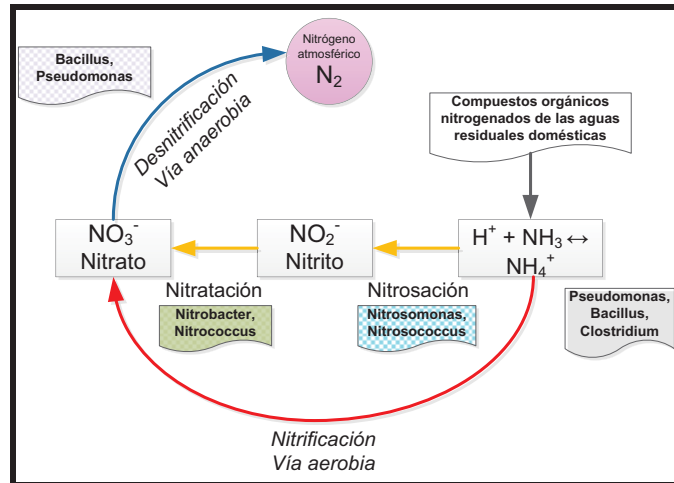 Bacillus,
Pseudomonas
Nitrógeno
atmosférico
N₂
Desnitrificación
Vía anaerobia
Compuestos orgánicos
nitrogenados de las aguas
residuales domésticas
NO₃⁻
Nitrato
NO₂⁻
Nitrito
H⁺ + NH₃ ↔
NH₄⁺
Nitratación
Nitrobacter,
Nitrococcus
Nitrosación
Nitrosomonas,
Nitrosococcus
Pseudomonas,
Bacillus,
Clostridium
Nitrificación
Vía aerobia